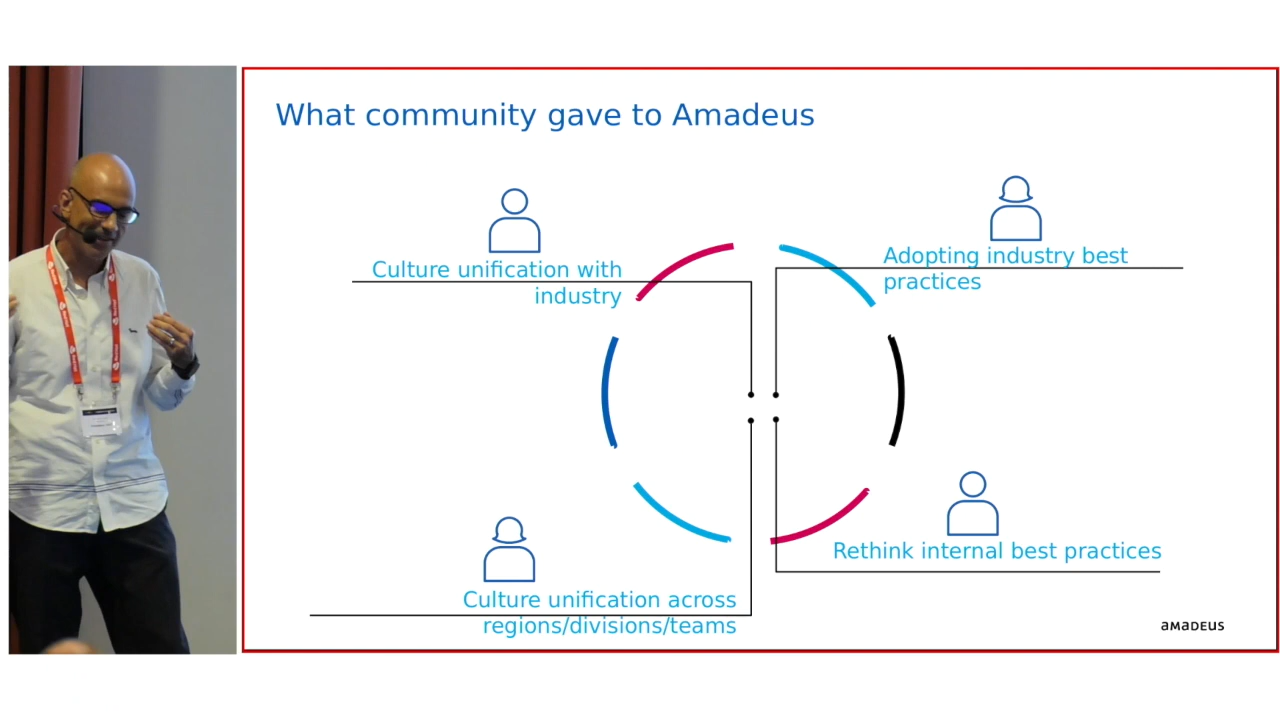 What community gave to Amadeus
Culture unification with
industry
Adopting industry best
practices
Rethink internal best practices
Culture unification across
regions/divisions/teams
amadeus